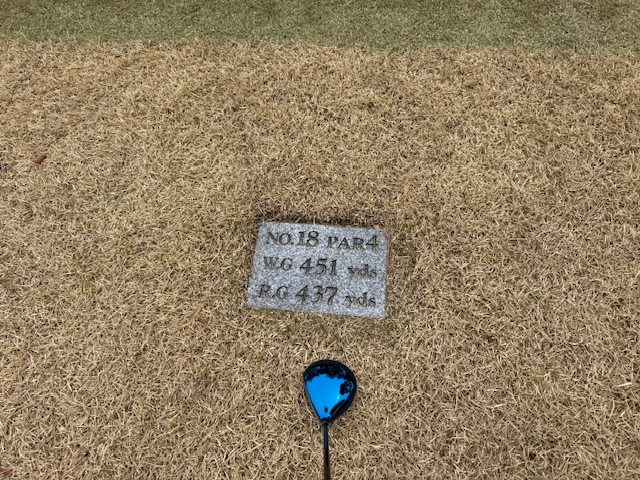 NO.18 PAR4
W.G 451 yds
R.G 437 yds